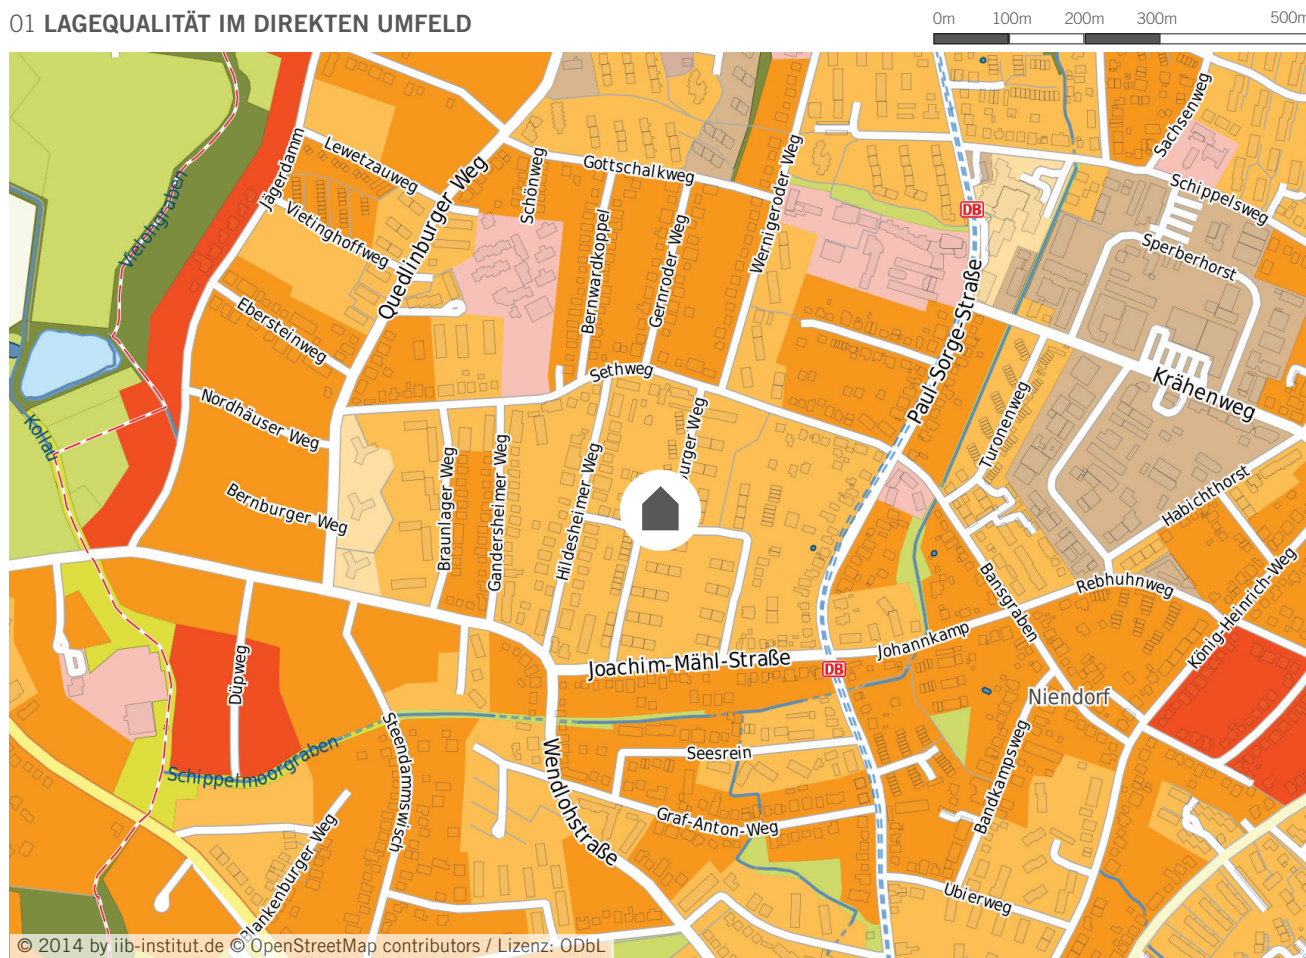 01 LAGEQUALITÄT IM DIREKTEN UMFELD
0m 100m 200m 300m 500m
Jägerdamm
Lewetzauweg
Vietinghoffweg
Vielohgraben
Quedlinburger Weg
Schönweg
Gottschalkweg
Bernwardkoppel
Gernroder Weg
Wernigeroder Weg
DB
Paul-Sorge-Straße
Sachsenweg
Schippelsweg
Sperberhorst
Krähenweg
Ebersteinweg
Nordhäuser Weg
Bernburger Weg
Kollau
Sethweg
Braunlager Weg
Gandersheimer Weg
Hildesheimer Weg
burger Weg
Turonenweg
Habichthorst
Rebhuhnweg
König-Heinrich-Weg
Bansgraben
Johannkamp
Joachim-Mähl-Straße
DB
Niendorf
Düpweg
Schippelmoorgraben
Steendammswisch
Wendlohstraße
Seesrein
Graf-Anton-Weg
Bandkampsweg
Ubierweg
Blankenburger Weg
© 2014 by iib-institut.de © OpenStreetMap contributors / Lizenz: ODbL